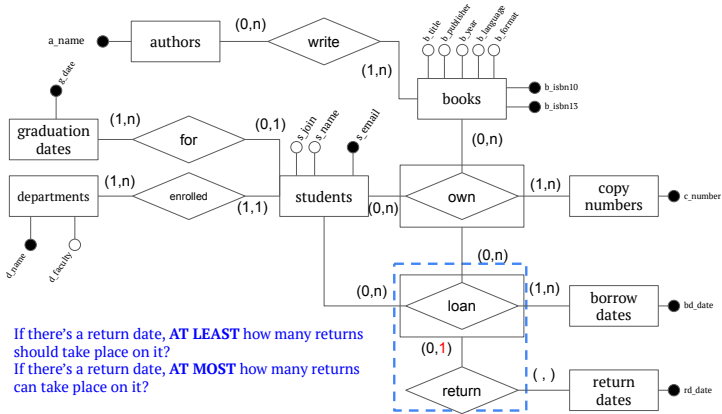 b_title
b_publisher
b_year
b_language
b_format
a_name
authors
(0,n)
write
(1,n)
g_date
b_isbn10
books
b_isbn13
graduation
dates
(1,n)
for
(0,1)
s_join
s_name
s_email
(0,n)
departments
(1,n)
enrolled
(1,1)
students
(0,n)
own
(1,n)
copy
numbers
c_number
d_name
d_faculty
(0,n)
(0,n)
loan
(1,n)
borrow
dates
bd_date
If there's a return date, AT LEAST how many returns
should take place on it?
If there's a return date, AT MOST how many returns
can take place on it?
(0,1)
return
( , )
return
dates
rd_date